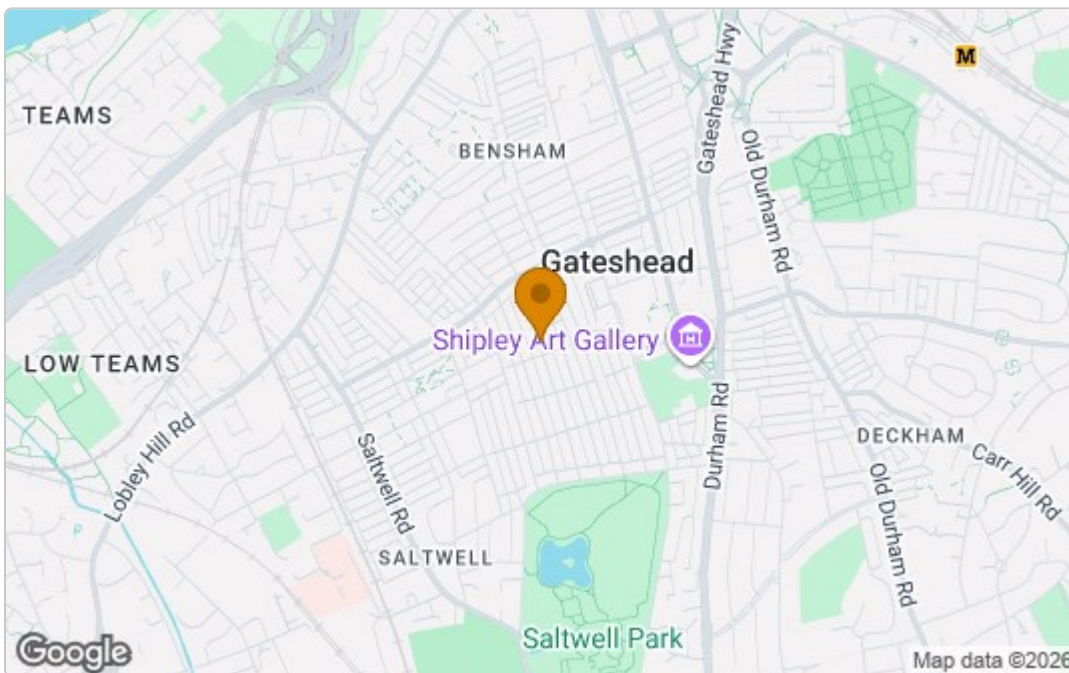 Gateshead Hwy
M
TEAMS
BENSHAM
Old Durham Rd
Gateshead
Shipley Art Gallery
LOW TEAMS
Lobley Hill Rd
Saltwell Rd
Durham Rd
DECKHAM
Carr Hill Rd
Old Durham Rd
SALTWELL
Saltwell Park
Google
Map data ©2026